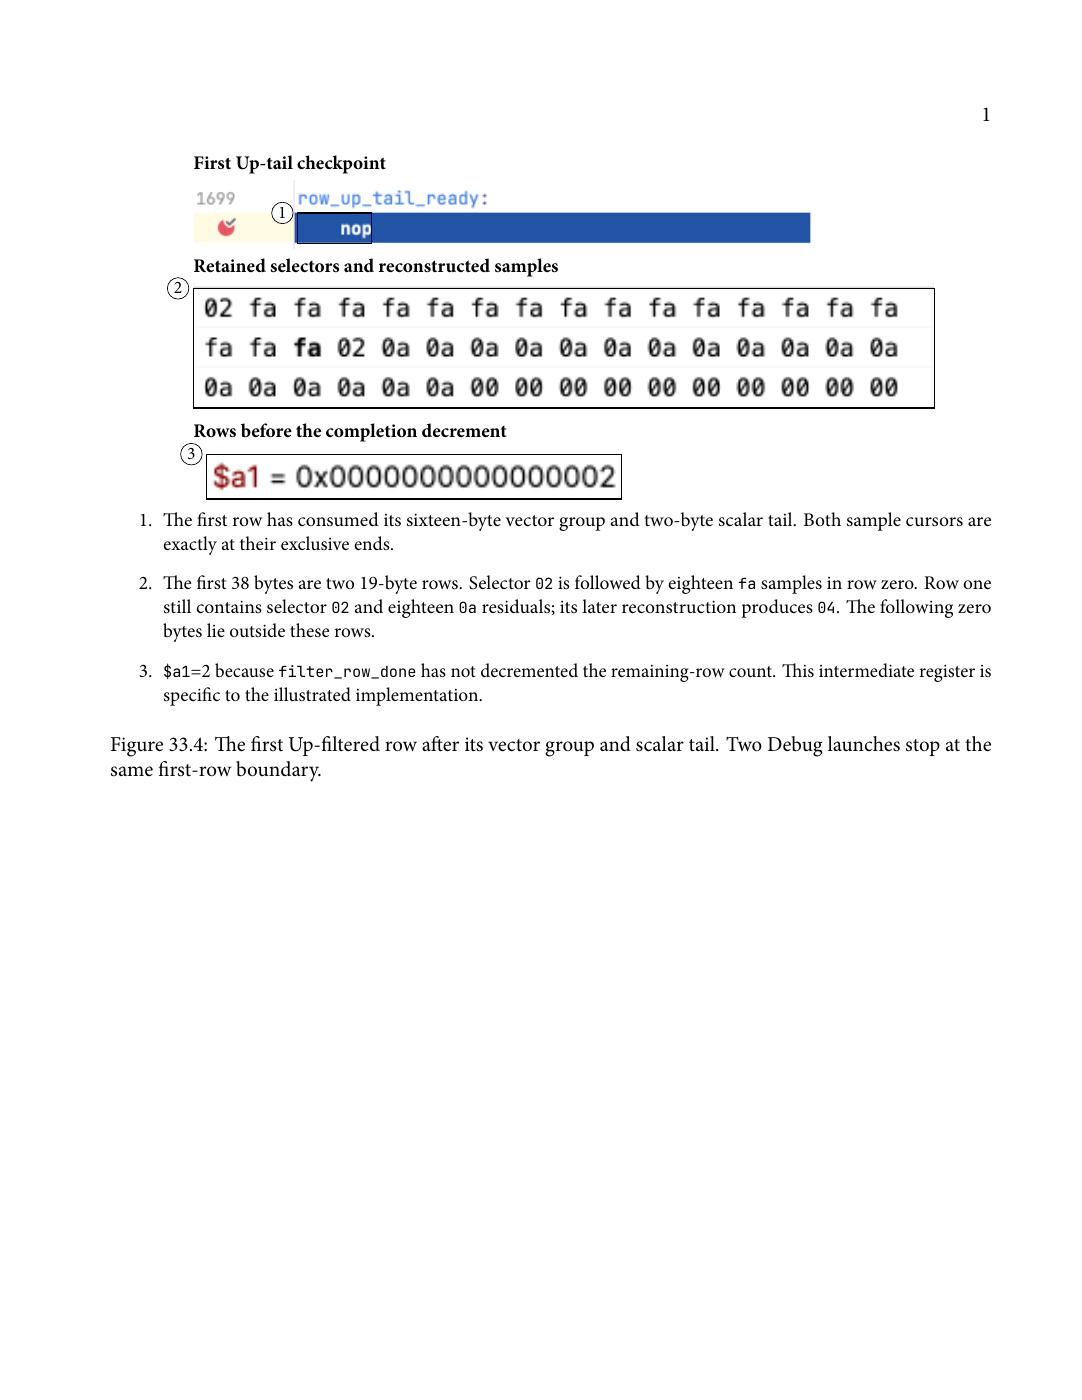 1
First Up-tail checkpoint
1699 row_up_tail_ready:
1 nop
Retained selectors and reconstructed samples
2
02 fa fa fa fa fa fa fa fa fa fa fa fa fa fa fa
fa fa fa 02 0a 0a 0a 0a 0a 0a 0a 0a 0a 0a 0a 0a
0a 0a 0a 0a 0a 0a 00 00 00 00 00 00 00 00 00 00
Rows before the completion decrement
3
$a1 = 0x0000000000000002
1. The first row has consumed its sixteen-byte vector group and two-byte scalar tail. Both sample cursors are
exactly at their exclusive ends.
2. The first 38 bytes are two 19-byte rows. Selector 02 is followed by eighteen fa samples in row zero. Row one
still contains selector 02 and eighteen 0a residuals; its later reconstruction produces 04. The following zero
bytes lie outside these rows.
3. $a1=2 because filter_row_done has not decremented the remaining-row count. This intermediate register is
specific to the illustrated implementation.
Figure 33.4: The first Up-filtered row after its vector group and scalar tail. Two Debug launches stop at the
same first-row boundary.